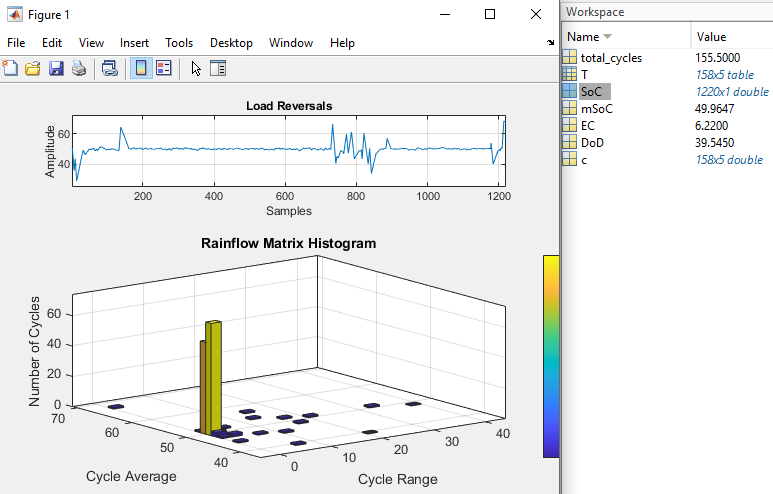 Figure 1
File Edit View Insert Tools Desktop Window Help
Load Reversals
60
40
Amplitude
200 400 600 800 1000 1200
Samples
Rainflow Matrix Histogram
60
40
20
0
Number of Cycles
70 60 50 40
Cycle Average
0 10 20 30 40
Cycle Range
Workspace
Name Value
total_cycles 155.5000
T 158x5 table
SoC 1220x1 double
mSoC 49.9647
EC 6.2200
DoD 39.5450
c 158x5 double